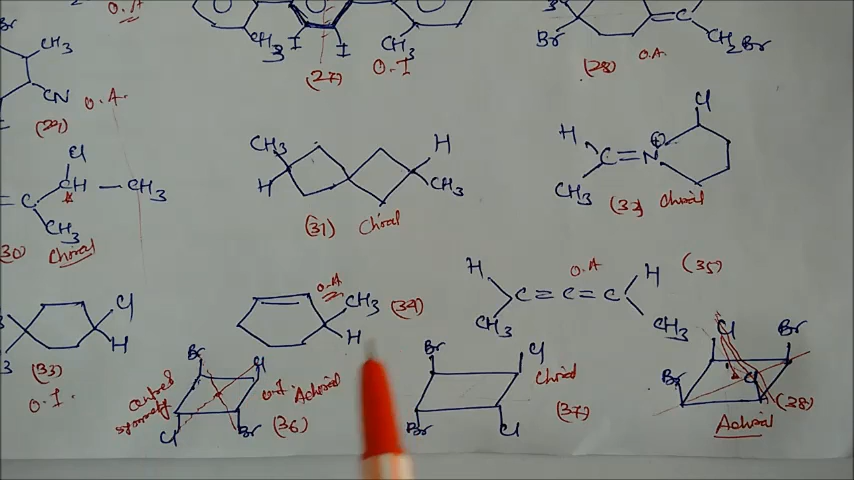 Br
O.A
CH3
I
I
CH3
(27)
O.I
Br
CH2Br
(28)
O.A
CH3
CN
O.A.
(29)
Cl
CH
CH3
C
CH3
(30)
Chiral
CH3
H
H
CH3
(31)
Chiral
H
C = N
⊕
Cl
CH3
(32)
Chiral
Cl
H
(33)
O.I.
O.A
CH3
H
(34)
H
O.A
H
C = C = C
CH3
CH3
(35)
Br
Cl
Centre of
symmetry
O.I
Achiral
Cl
Br
(36)
Br
Cl
Chiral
Br
Cl
(37)
Cl
Br
Br
Cl
(38)
Achiral